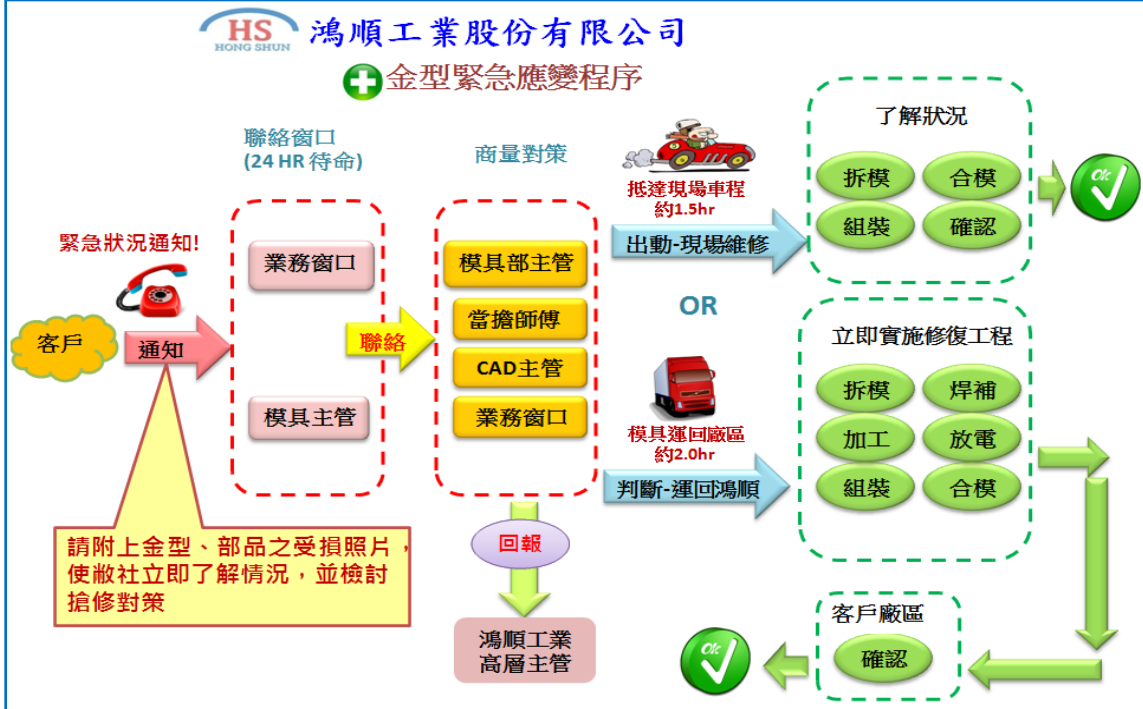 HS
HONG SHUN
鴻順工業股份有限公司
金型緊急應變程序
聯絡窗口
(24 HR 待命)
商量對策
緊急狀況通知!
客戶
通知
業務窗口
模具主管
聯絡
模具部主管
當擔師傅
CAD主管
業務窗口
回報
鴻順工業
高層主管
請附上金型、部品之受損照片，
使敝社立即了解情況，並檢討
搶修對策
抵達現場車程
約1.5hr
出動-現場維修
OR
模具運回廠區
約2.0hr
判斷-運回鴻順
了解狀況
拆模
合模
組裝
確認
Ok
立即實施修復工程
拆模
焊補
加工
放電
組裝
合模
客戶廠區
確認
Ok